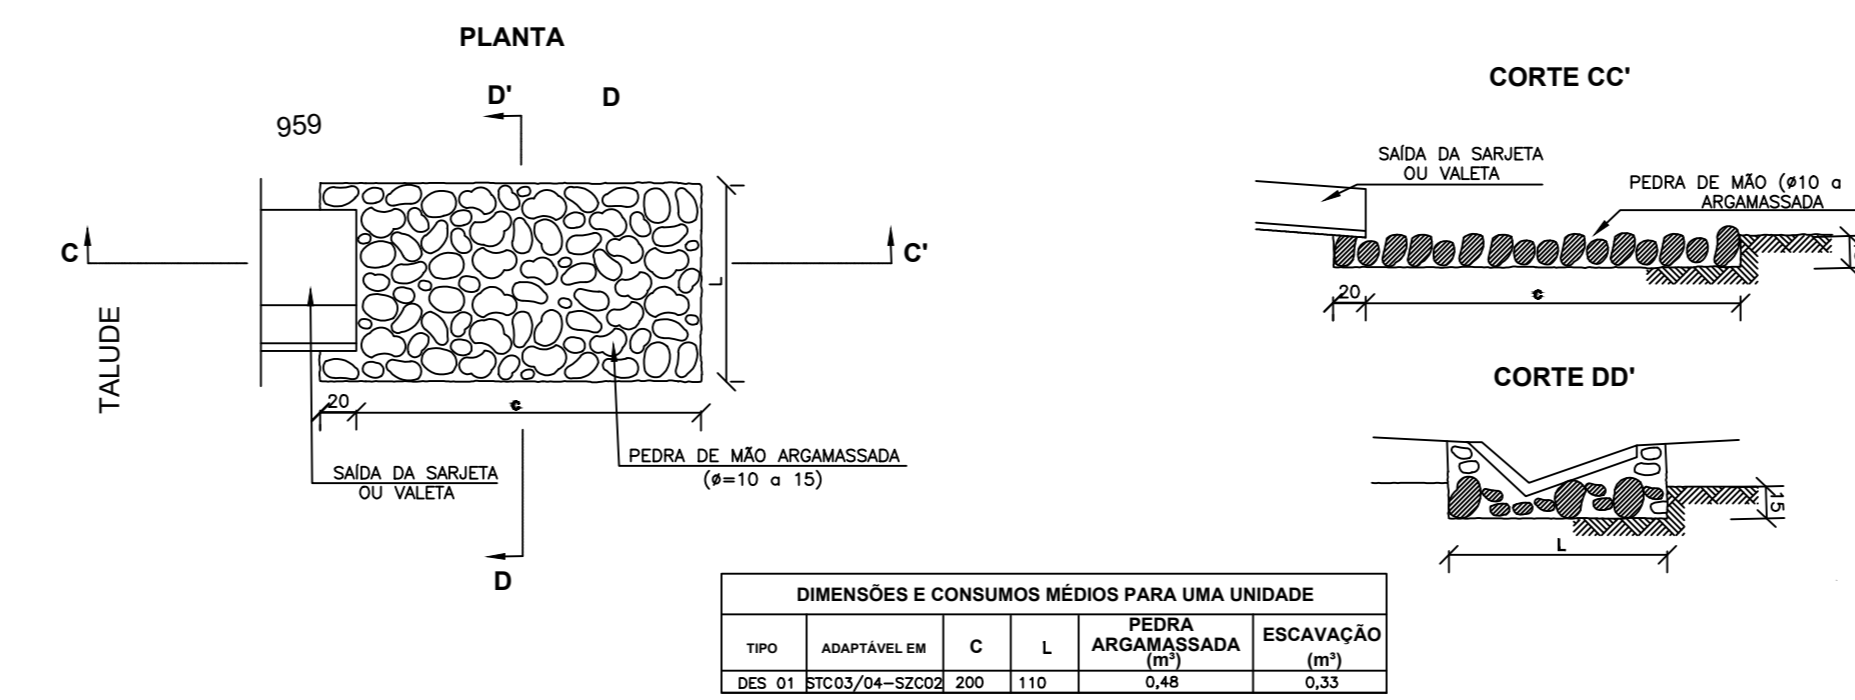 PLANTA
D' D
959
C C'
TALUDE
L
20 C
SAÍDA DA SARJETA
OU VALETA
PEDRA DE MÃO ARGAMASSADA
(ø=10 a 15)
D
CORTE CC'
SAÍDA DA SARJETA
OU VALETA
PEDRA DE MÃO (ø10 a
ARGAMASSADA
20 C
CORTE DD'
15
L
DIMENSÕES E CONSUMOS MÉDIOS PARA UMA UNIDADE
TIPO ADAPTÁVEL EM C L PEDRA ARGAMASSADA (m³) ESCAVAÇÃO (m³)
DES 01 STC03/04-SZC02 200 110 0,48 0,33